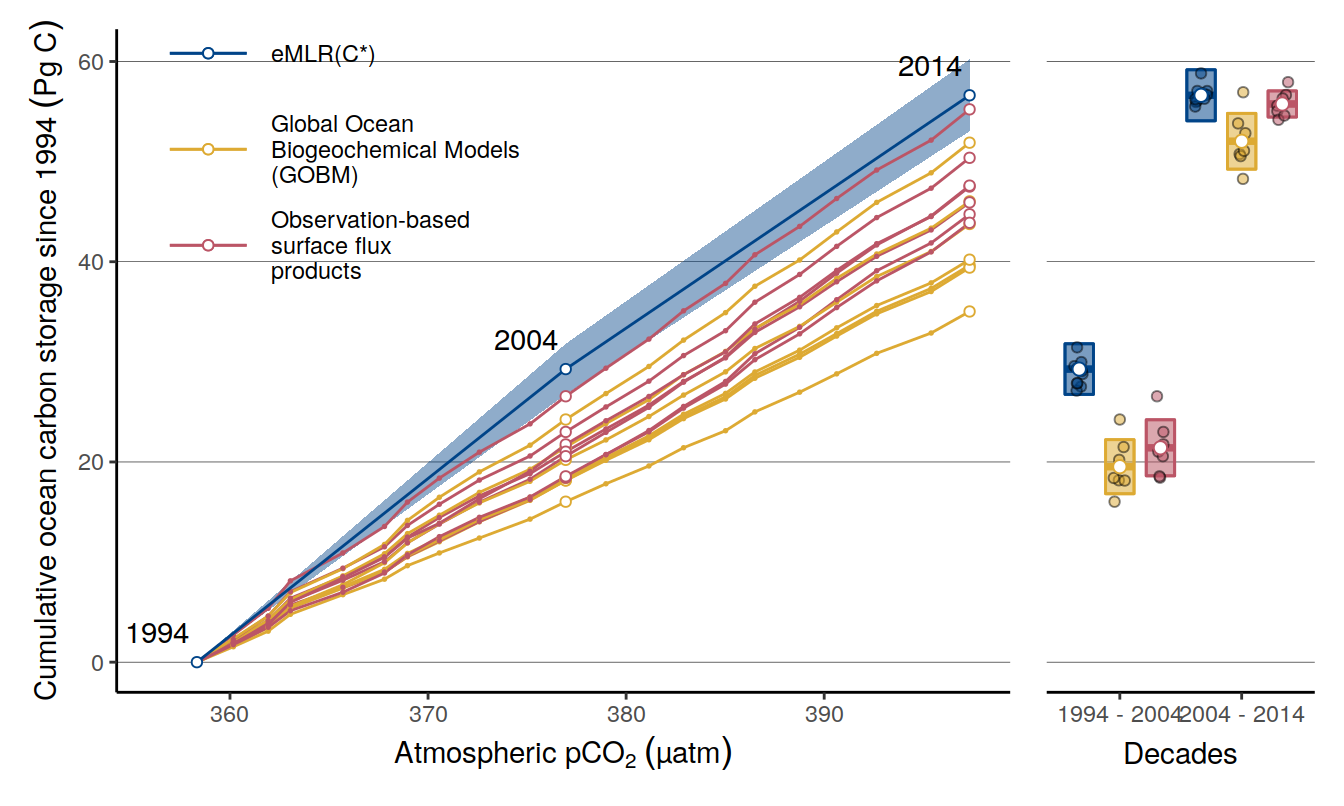 Cumulative ocean carbon storage since 1994 (Pg C)
60
40
20
0
eMLR(C*)
Global Ocean
Biogeochemical Models
(GOBM)
Observation-based
surface flux
products
1994
2004
2014
360
370
380
390
Atmospheric pCO₂ (µatm)
1994 - 2004
2004 - 2014
Decades